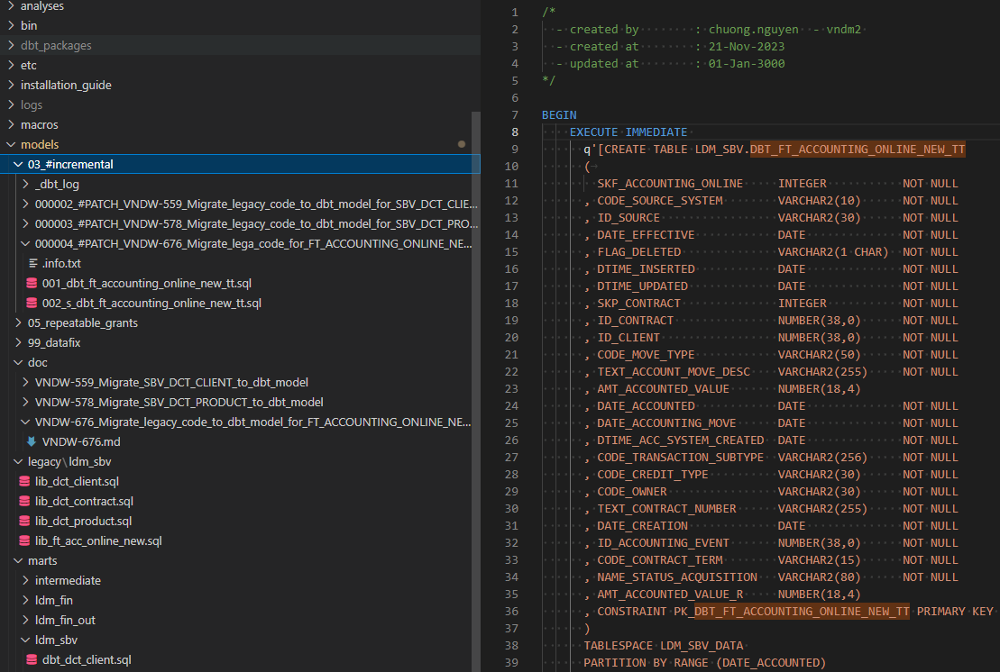 analyses
bin
dbt_packages
etc
installation_guide
logs
macros
models
03_#incremental
_dbt_log
000002_#PATCH_VNDW-559_Migrate_legacy_code_to_dbt_model_for_SBV_DCT_CLIE...
000003_#PATCH_VNDW-578_Migrate_legacy_code_to_dbt_model_for_SBV_DCT_PRO...
000004_#PATCH_VNDW-676_Migrate_lega_code_for_FT_ACCOUNTING_ONLINE_NE...
.info.txt
001_dbt_ft_accounting_online_new_tt.sql
002_s_dbt_ft_accounting_online_new_tt.sql
05_repeatable_grants
99_datafix
doc
VNDW-559_Migrate_SBV_DCT_CLIENT_to_dbt_model
VNDW-578_Migrate_SBV_DCT_PRODUCT_to_dbt_model
VNDW-676_Migrate_legacy_code_to_dbt_model_for_FT_ACCOUNTING_ONLINE_NE...
VNDW-676.md
legacy\ldm_sbv
lib_dct_client.sql
lib_dct_contract.sql
lib_dct_product.sql
lib_ft_acc_online_new.sql
marts
intermediate
ldm_fin
ldm_fin_out
ldm_sbv
dbt_dct_client.sql
1 /*
2 - created by : chuong.nguyen - vndm2
3 - created at : 21-Nov-2023
4 - updated at : 01-Jan-3000
5 */
6
7 BEGIN
8 EXECUTE IMMEDIATE
9 q'[CREATE TABLE LDM_SBV.DBT_FT_ACCOUNTING_ONLINE_NEW_TT
10 (
11 SKF_ACCOUNTING_ONLINE INTEGER NOT NULL
12 , CODE_SOURCE_SYSTEM VARCHAR2(10) NOT NULL
13 , ID_SOURCE VARCHAR2(30) NOT NULL
14 , DATE_EFFECTIVE DATE NOT NULL
15 , FLAG_DELETED VARCHAR2(1 CHAR) NOT NULL
16 , DTIME_INSERTED DATE NOT NULL
17 , DTIME_UPDATED DATE NOT NULL
18 , SKP_CONTRACT INTEGER NOT NULL
19 , ID_CONTRACT NUMBER(38,0) NOT NULL
20 , ID_CLIENT NUMBER(38,0) NOT NULL
21 , CODE_MOVE_TYPE VARCHAR2(50) NOT NULL
22 , TEXT_ACCOUNT_MOVE_DESC VARCHAR2(255) NOT NULL
23 , AMT_ACCOUNTED_VALUE NUMBER(18,4)
24 , DATE_ACCOUNTED DATE NOT NULL
25 , DATE_ACCOUNTING_MOVE DATE NOT NULL
26 , DTIME_ACC_SYSTEM_CREATED DATE NOT NULL
27 , CODE_TRANSACTION_SUBTYPE VARCHAR2(256) NOT NULL
28 , CODE_CREDIT_TYPE VARCHAR2(30) NOT NULL
29 , CODE_OWNER VARCHAR2(30) NOT NULL
30 , TEXT_CONTRACT_NUMBER VARCHAR2(255) NOT NULL
31 , DATE_CREATION DATE NOT NULL
32 , ID_ACCOUNTING_EVENT NUMBER(38,0) NOT NULL
33 , CODE_CONTRACT_TERM VARCHAR2(15) NOT NULL
34 , NAME_STATUS_ACQUISITION VARCHAR2(80) NOT NULL
35 , AMT_ACCOUNTED_VALUE_R NUMBER(18,4)
36 , CONSTRAINT PK_DBT_FT_ACCOUNTING_ONLINE_NEW_TT PRIMARY KEY
37 )
38 TABLESPACE LDM_SBV_DATA
39 PARTITION BY RANGE (DATE_ACCOUNTED)